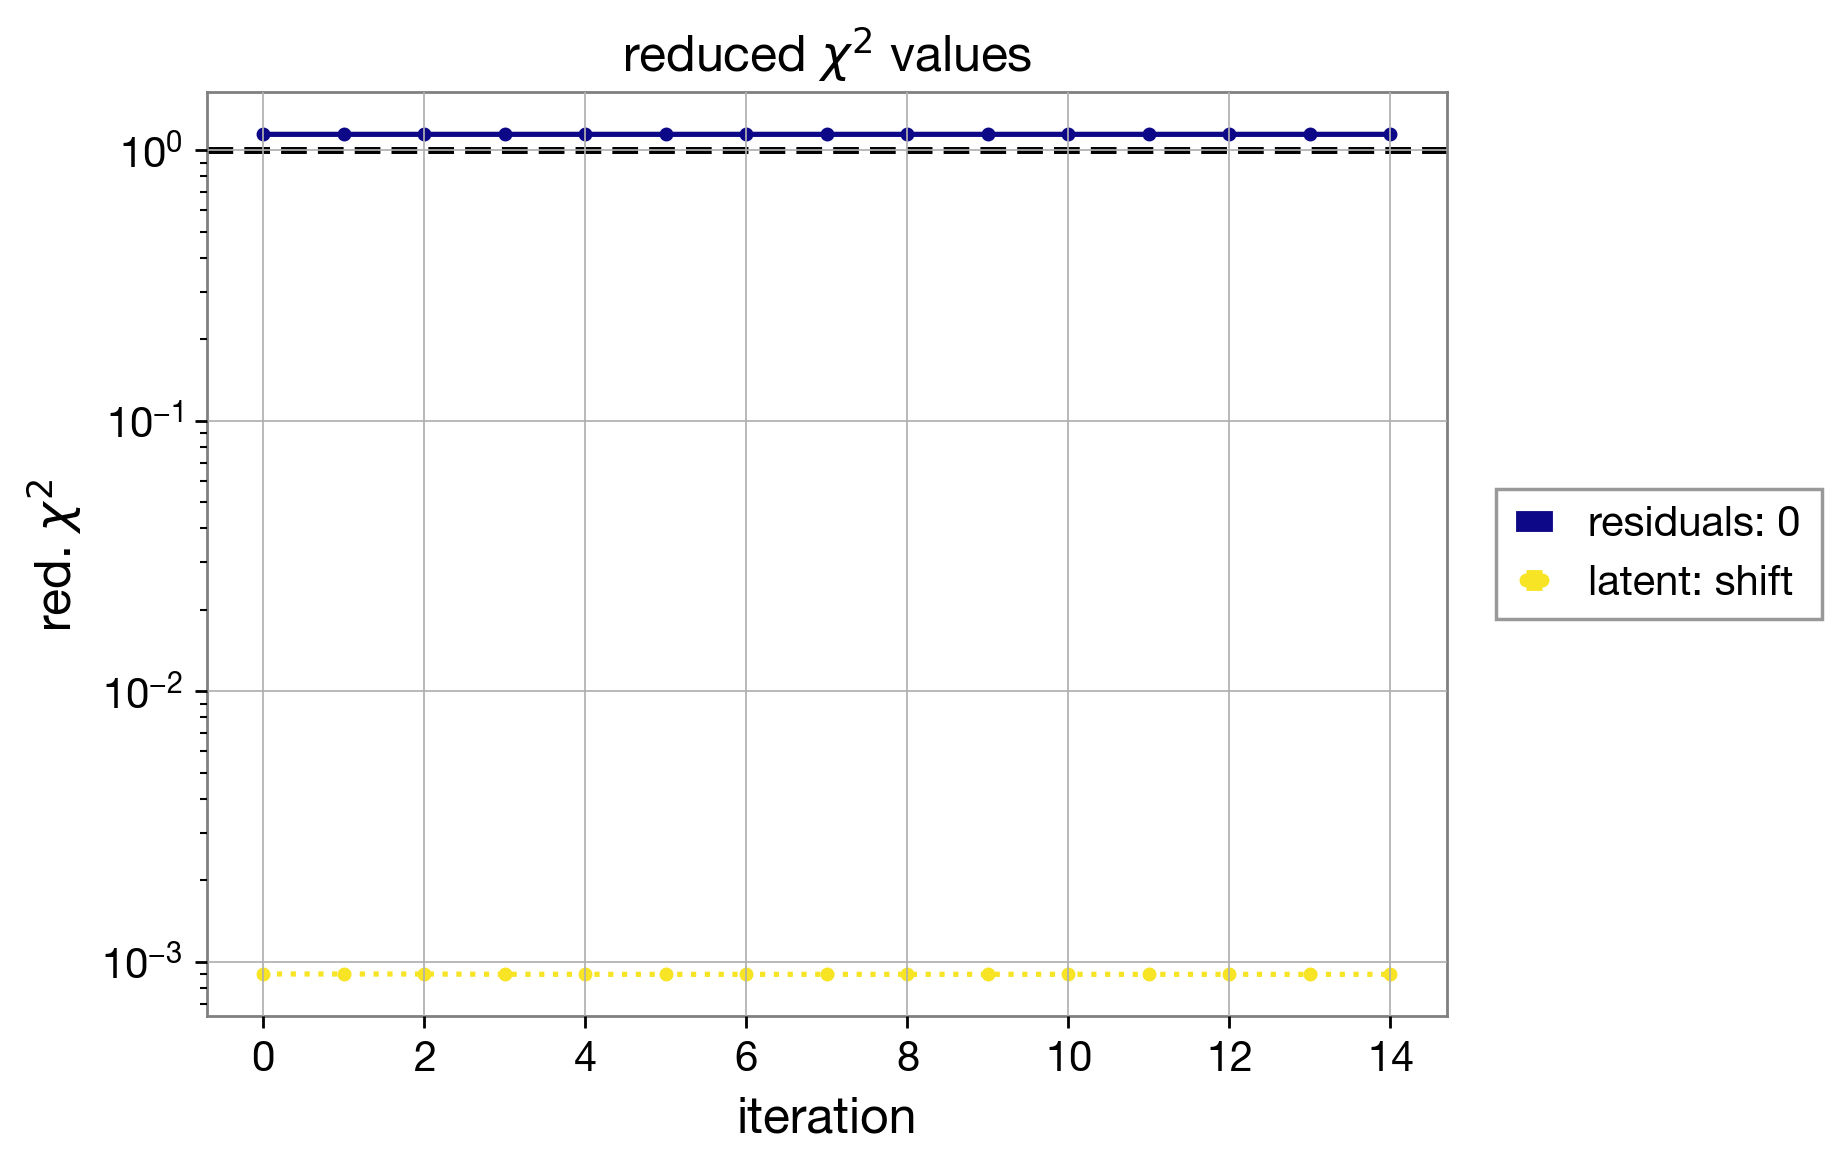 reduced χ² values
red. χ²
10⁰
10⁻¹
10⁻²
10⁻³
0 2 4 6 8 10 12 14
iteration
residuals: 0
latent: shift